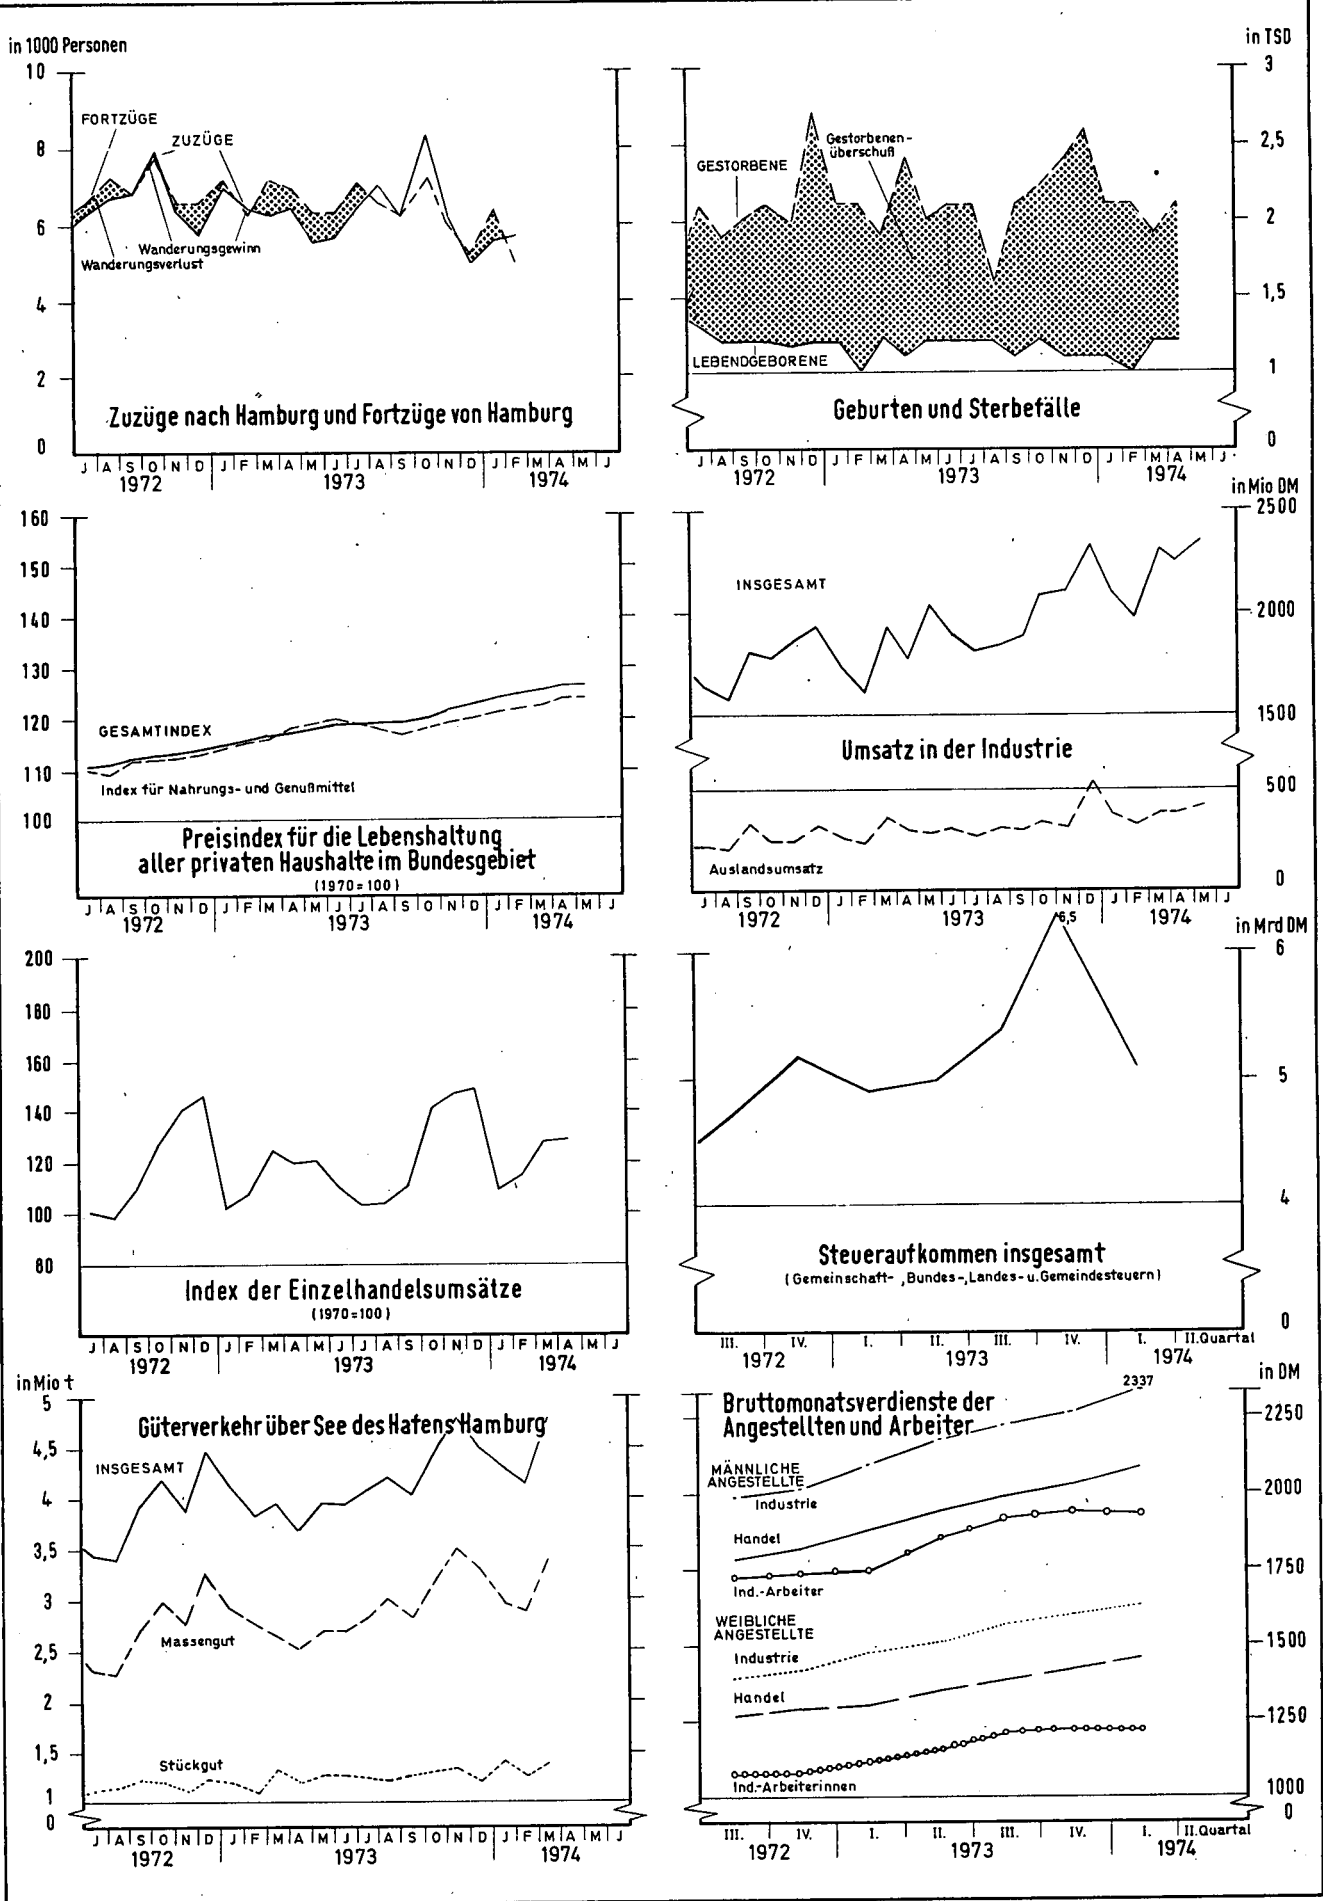 in 1000 Personen
10
8
6
4
2
0
FORTZÜGE
ZUZÜGE
Wanderungsgewinn
Wanderungsverlust
Zuzüge nach Hamburg und Fortzüge von Hamburg
J A S O N D J F M A M J J A S O N D J F M A M J
1972 1973 1974
in TSD
3
2,5
2
1,5
1
0
GESTORBENE
Gestorbenen-
überschuß
LEBENDGEBORENE
Geburten und Sterbefälle
J A S O N D J F M A M J J A S O N D J F M A M J
1972 1973 1974
160
150
140
130
120
110
100
GESAMTINDEX
Index für Nahrungs- und Genußmittel
Preisindex für die Lebenshaltung
aller privaten Haushalte im Bundesgebiet
(1970=100)
J A S O N D J F M A M J J A S O N D J F M A M J
1972 1973 1974
in Mio DM
2500
2000
1500
500
0
INSGESAMT
Umsatz in der Industrie
Auslandsumsatz
J A S O N D J F M A M J J A S O N D J F M A M J
1972 1973 1974
200
180
160
140
120
100
80
Index der Einzelhandelsumsätze
(1970=100)
J A S O N D J F M A M J J A S O N D J F M A M J
1972 1973 1974
in Mrd DM
6
5
4
0
6,5
Steueraufkommen insgesamt
(Gemeinschaft- ,Bundes-,Landes- u.Gemeindesteuern)
III. IV. I. II. III. IV. I. II.Quartal
1972 1973 1974
in Mio t
5
4,5
4
3,5
3
2,5
2
1,5
1
0
Güterverkehr über See des Hafens Hamburg
INSGESAMT
Massengut
Stückgut
J A S O N D J F M A M J J A S O N D J F M A M J
1972 1973 1974
in DM
2250
2000
1750
1500
1250
1000
0
2337
Bruttomonatsverdienste der
Angestellten und Arbeiter
MÄNNLICHE
ANGESTELLTE
Industrie
Handel
Ind.-Arbeiter
WEIBLICHE
ANGESTELLTE
Industrie
Handel
Ind.-Arbeiterinnen
III. IV. I. II. III. IV. I. II.Quartal
1972 1973 1974